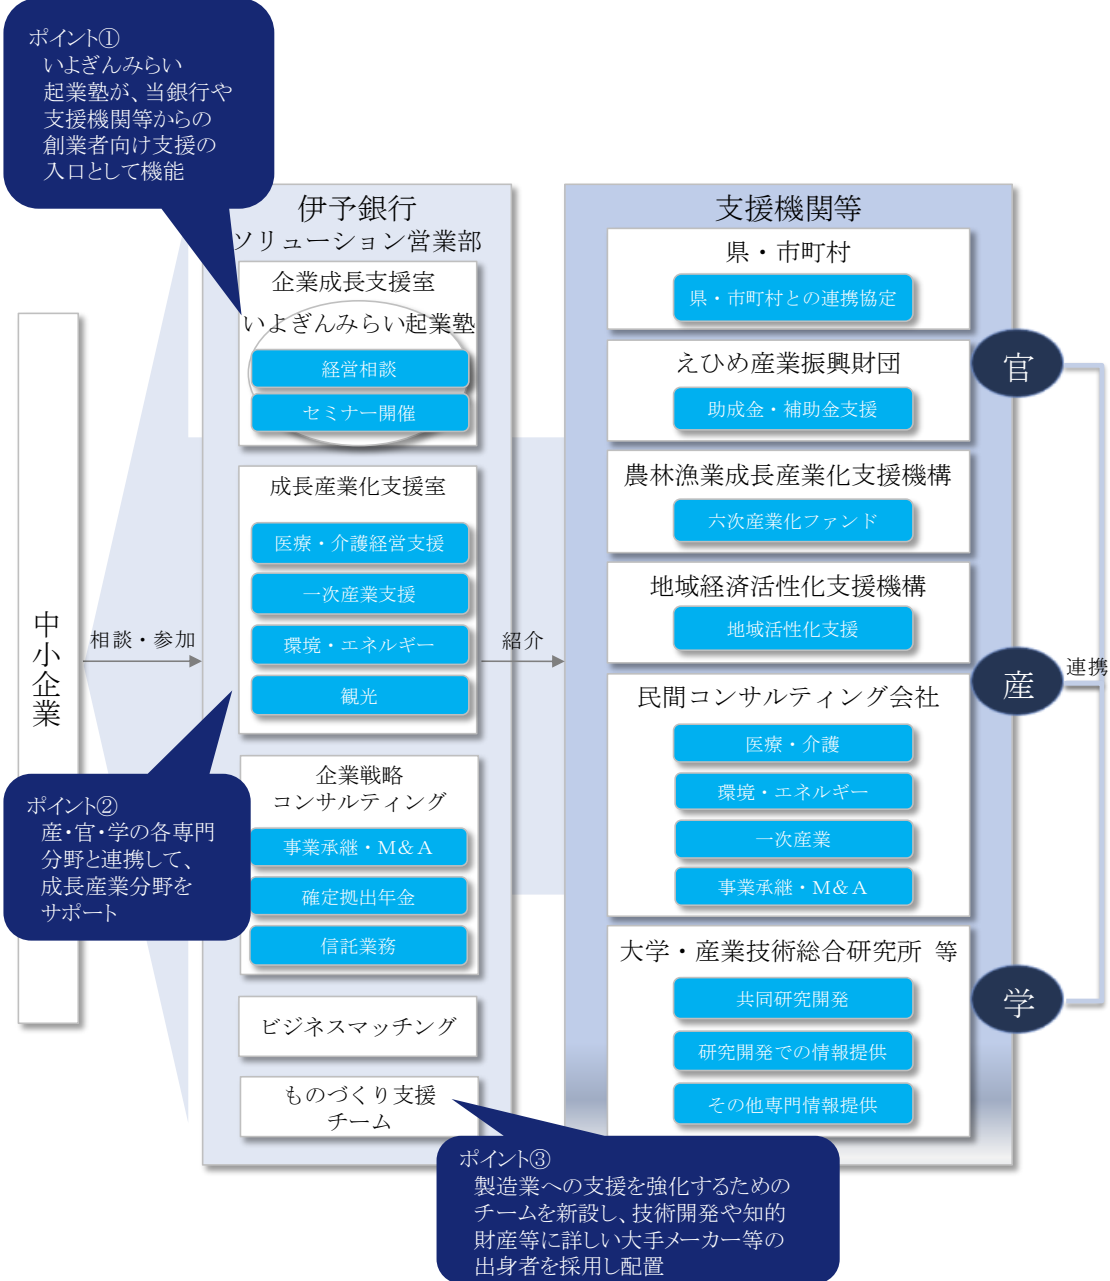 ポイント①
いよぎんみらい
起業塾が、当銀行や
支援機関等からの
創業者向け支援の
入口として機能
中小企業
相談・参加
伊予銀行
ソリューション営業部
企業成長支援室
いよぎんみらい起業塾
経営相談
セミナー開催
成長産業化支援室
医療・介護経営支援
一次産業支援
環境・エネルギー
観光
ポイント②
産・官・学の各専門
分野と連携して、
成長産業分野を
サポート
企業戦略
コンサルティング
事業承継・M&A
確定拠出年金
信託業務
ビジネスマッチング
ものづくり支援
チーム
ポイント③
製造業への支援を強化するための
チームを新設し、技術開発や知的
財産等に詳しい大手メーカー等の
出身者を採用し配置
紹介
支援機関等
県・市町村
県・市町村との連携協定
えひめ産業振興財団
助成金・補助金支援
農林漁業成長産業化支援機構
六次産業化ファンド
地域経済活性化支援機構
地域活性化支援
民間コンサルティング会社
医療・介護
環境・エネルギー
一次産業
事業承継・M&A
大学・産業技術総合研究所 等
共同研究開発
研究開発での情報提供
その他専門情報提供
官
産
学
連携